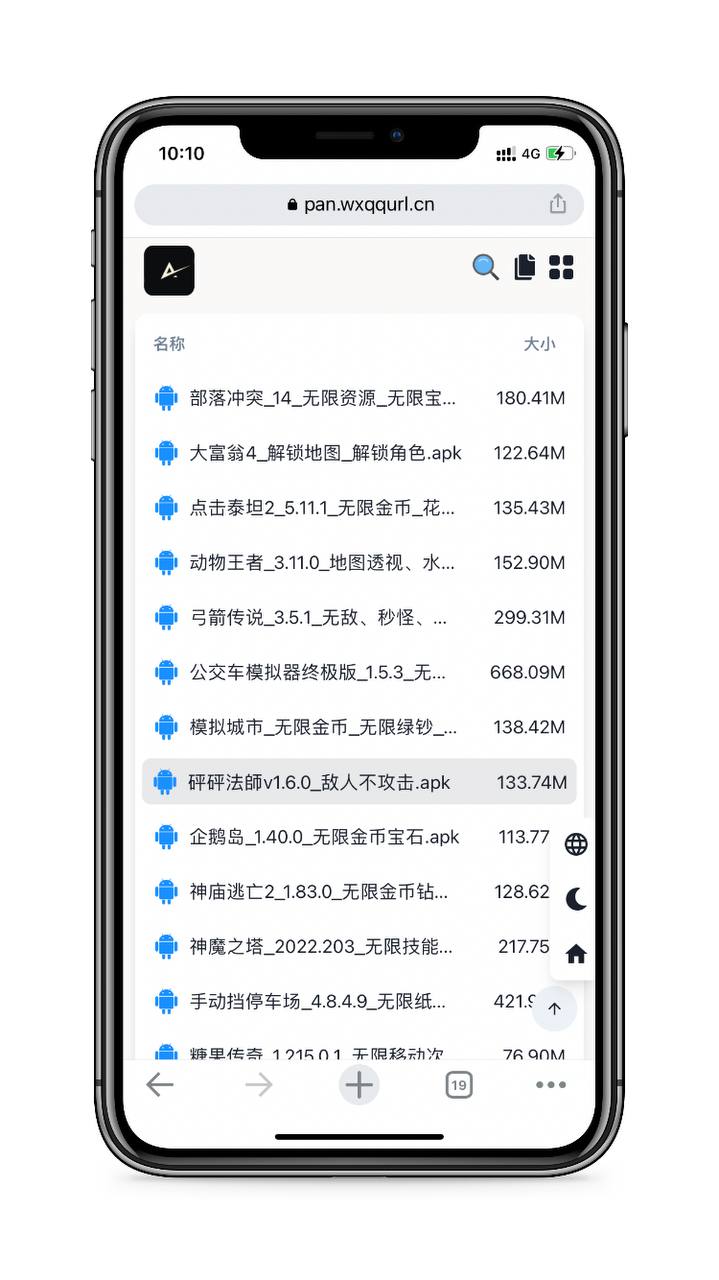 10:10
4G
pan.wxqqurl.cn
名称 大小
部落冲突_14_无限资源_无限宝... 180.41M
大富翁4_解锁地图_解锁角色.apk 122.64M
点击泰坦2_5.11.1_无限金币_花... 135.43M
动物王者_3.11.0_地图透视、水... 152.90M
弓箭传说_3.5.1_无敌、秒怪、... 299.31M
公交车模拟器终极版_1.5.3_无... 668.09M
模拟城市_无限金币_无限绿钞_... 138.42M
砰砰法師v1.6.0_敌人不攻击.apk 133.74M
企鹅岛_1.40.0_无限金币宝石.apk 113.77
神庙逃亡2_1.83.0_无限金币钻... 128.62
神魔之塔_2022.203_无限技能... 217.75
手动挡停车场_4.8.4.9_无限纸... 421.9
糖果传奇_1.215.0.1_无限移动次 76.90M
19